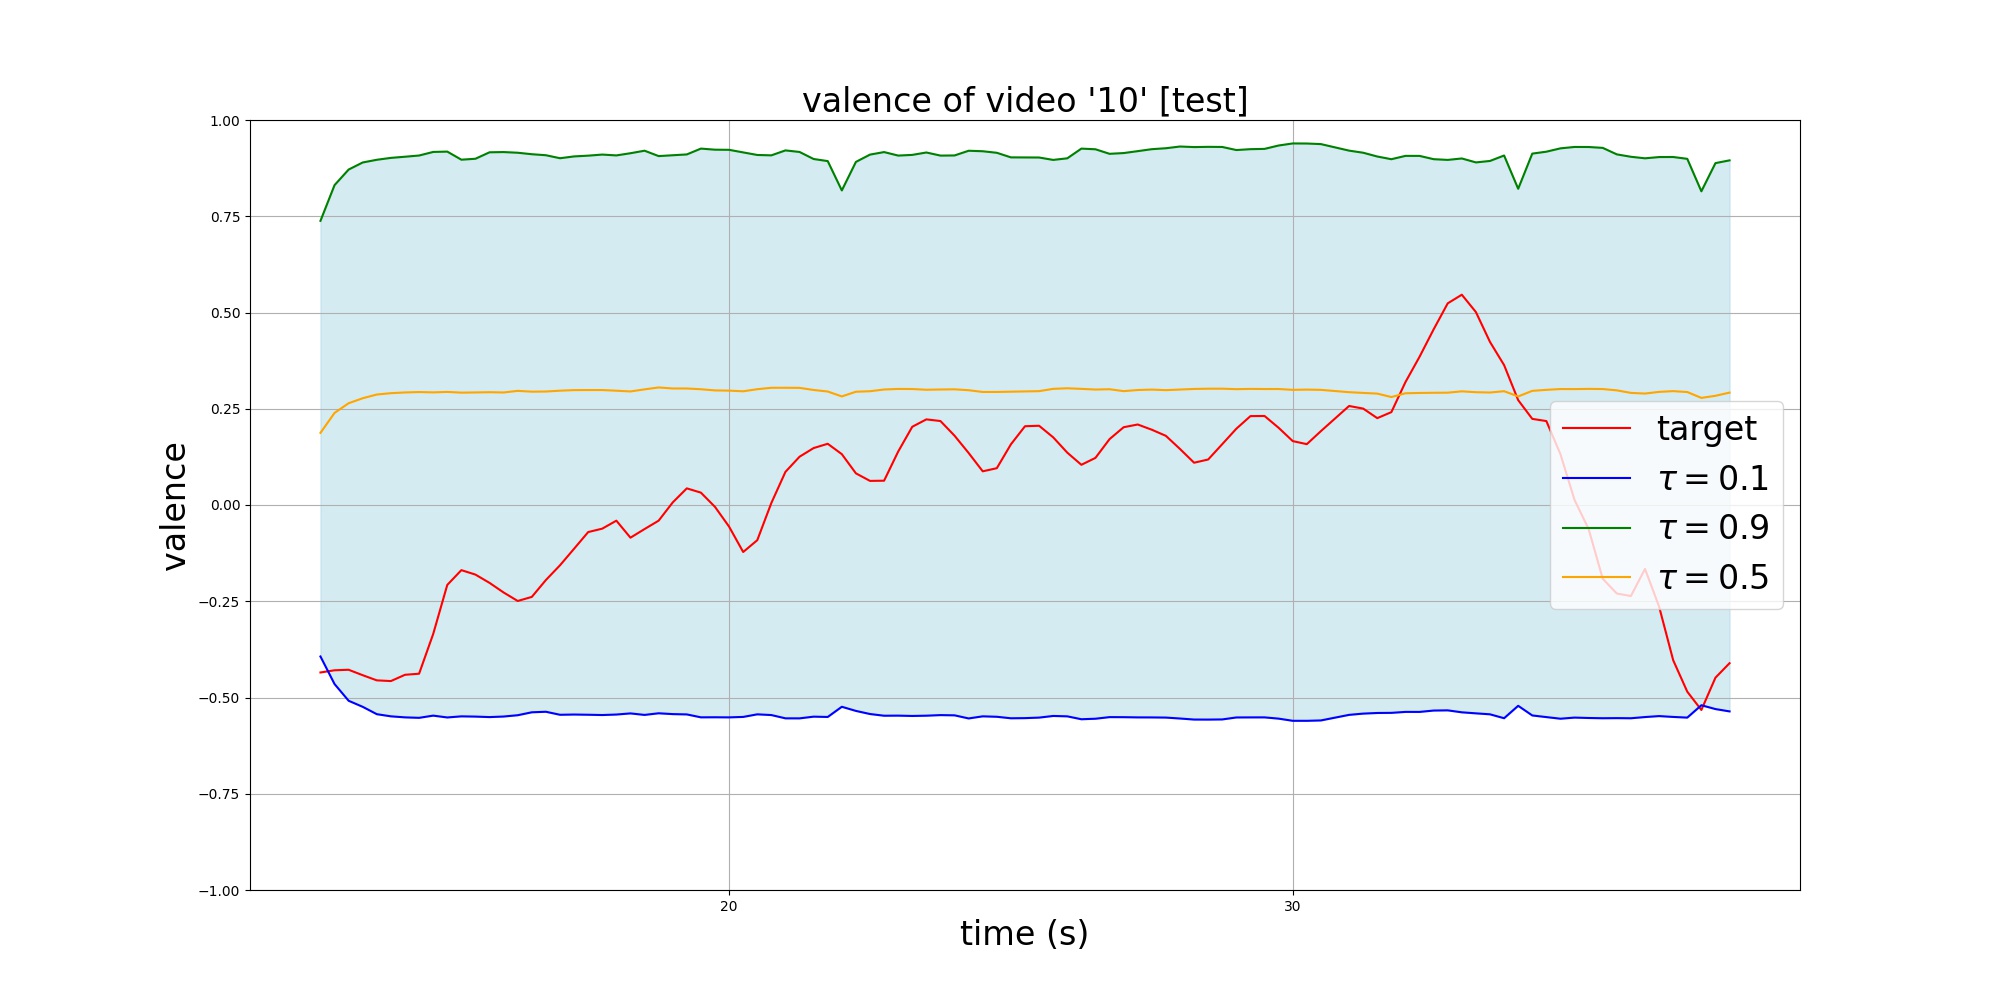 valence of video '10' [test]
1.00
0.75
0.50
0.25
0.00
−0.25
−0.50
−0.75
−1.00
valence
target
τ = 0.1
τ = 0.9
τ = 0.5
20 30
time (s)